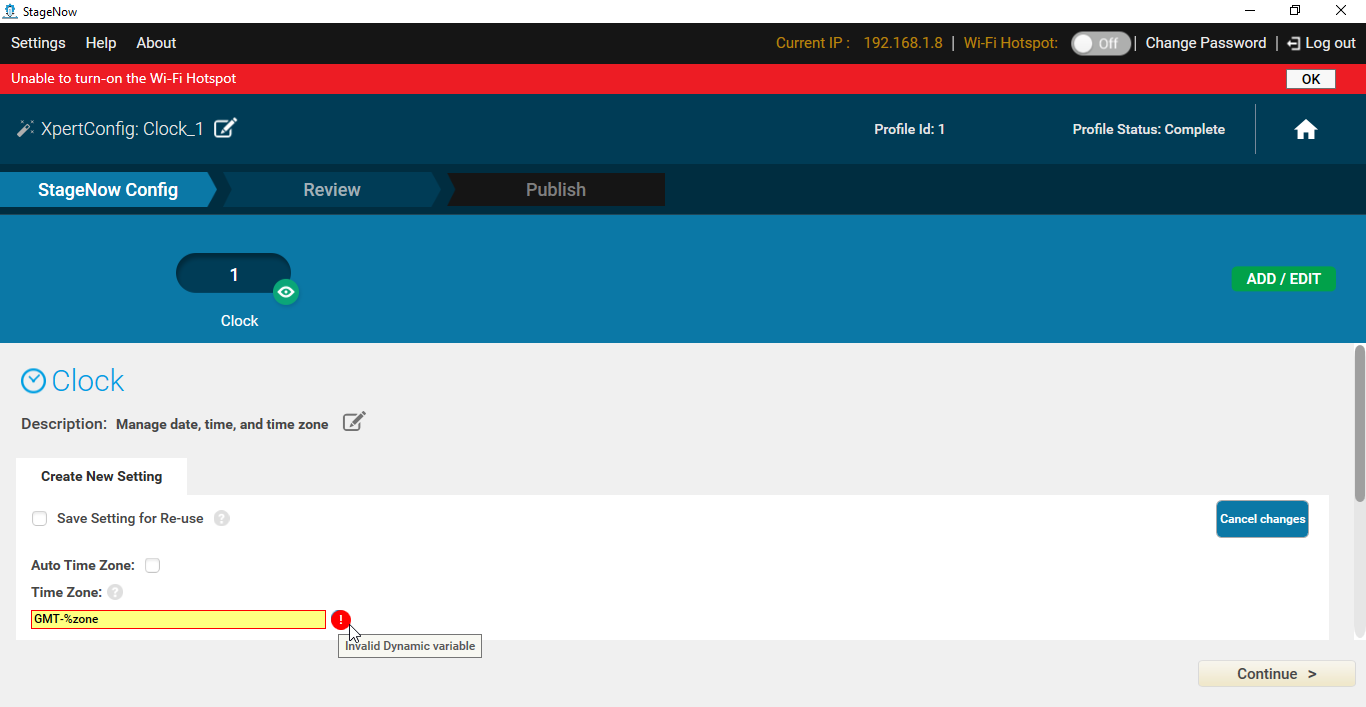 StageNow
Settings Help About Current IP : 192.168.1.8 | Wi-Fi Hotspot: Off | Change Password | Log out
Unable to turn-on the Wi-Fi Hotspot OK
XpertConfig: Clock_1 Profile Id: 1 Profile Status: Complete
StageNow Config Review Publish
1
ADD / EDIT
Clock
Clock
Description: Manage date, time, and time zone
Create New Setting
Save Setting for Re-use ? Cancel changes
Auto Time Zone:
Time Zone: ?
GMT-%zone !
Invalid Dynamic variable
Continue >